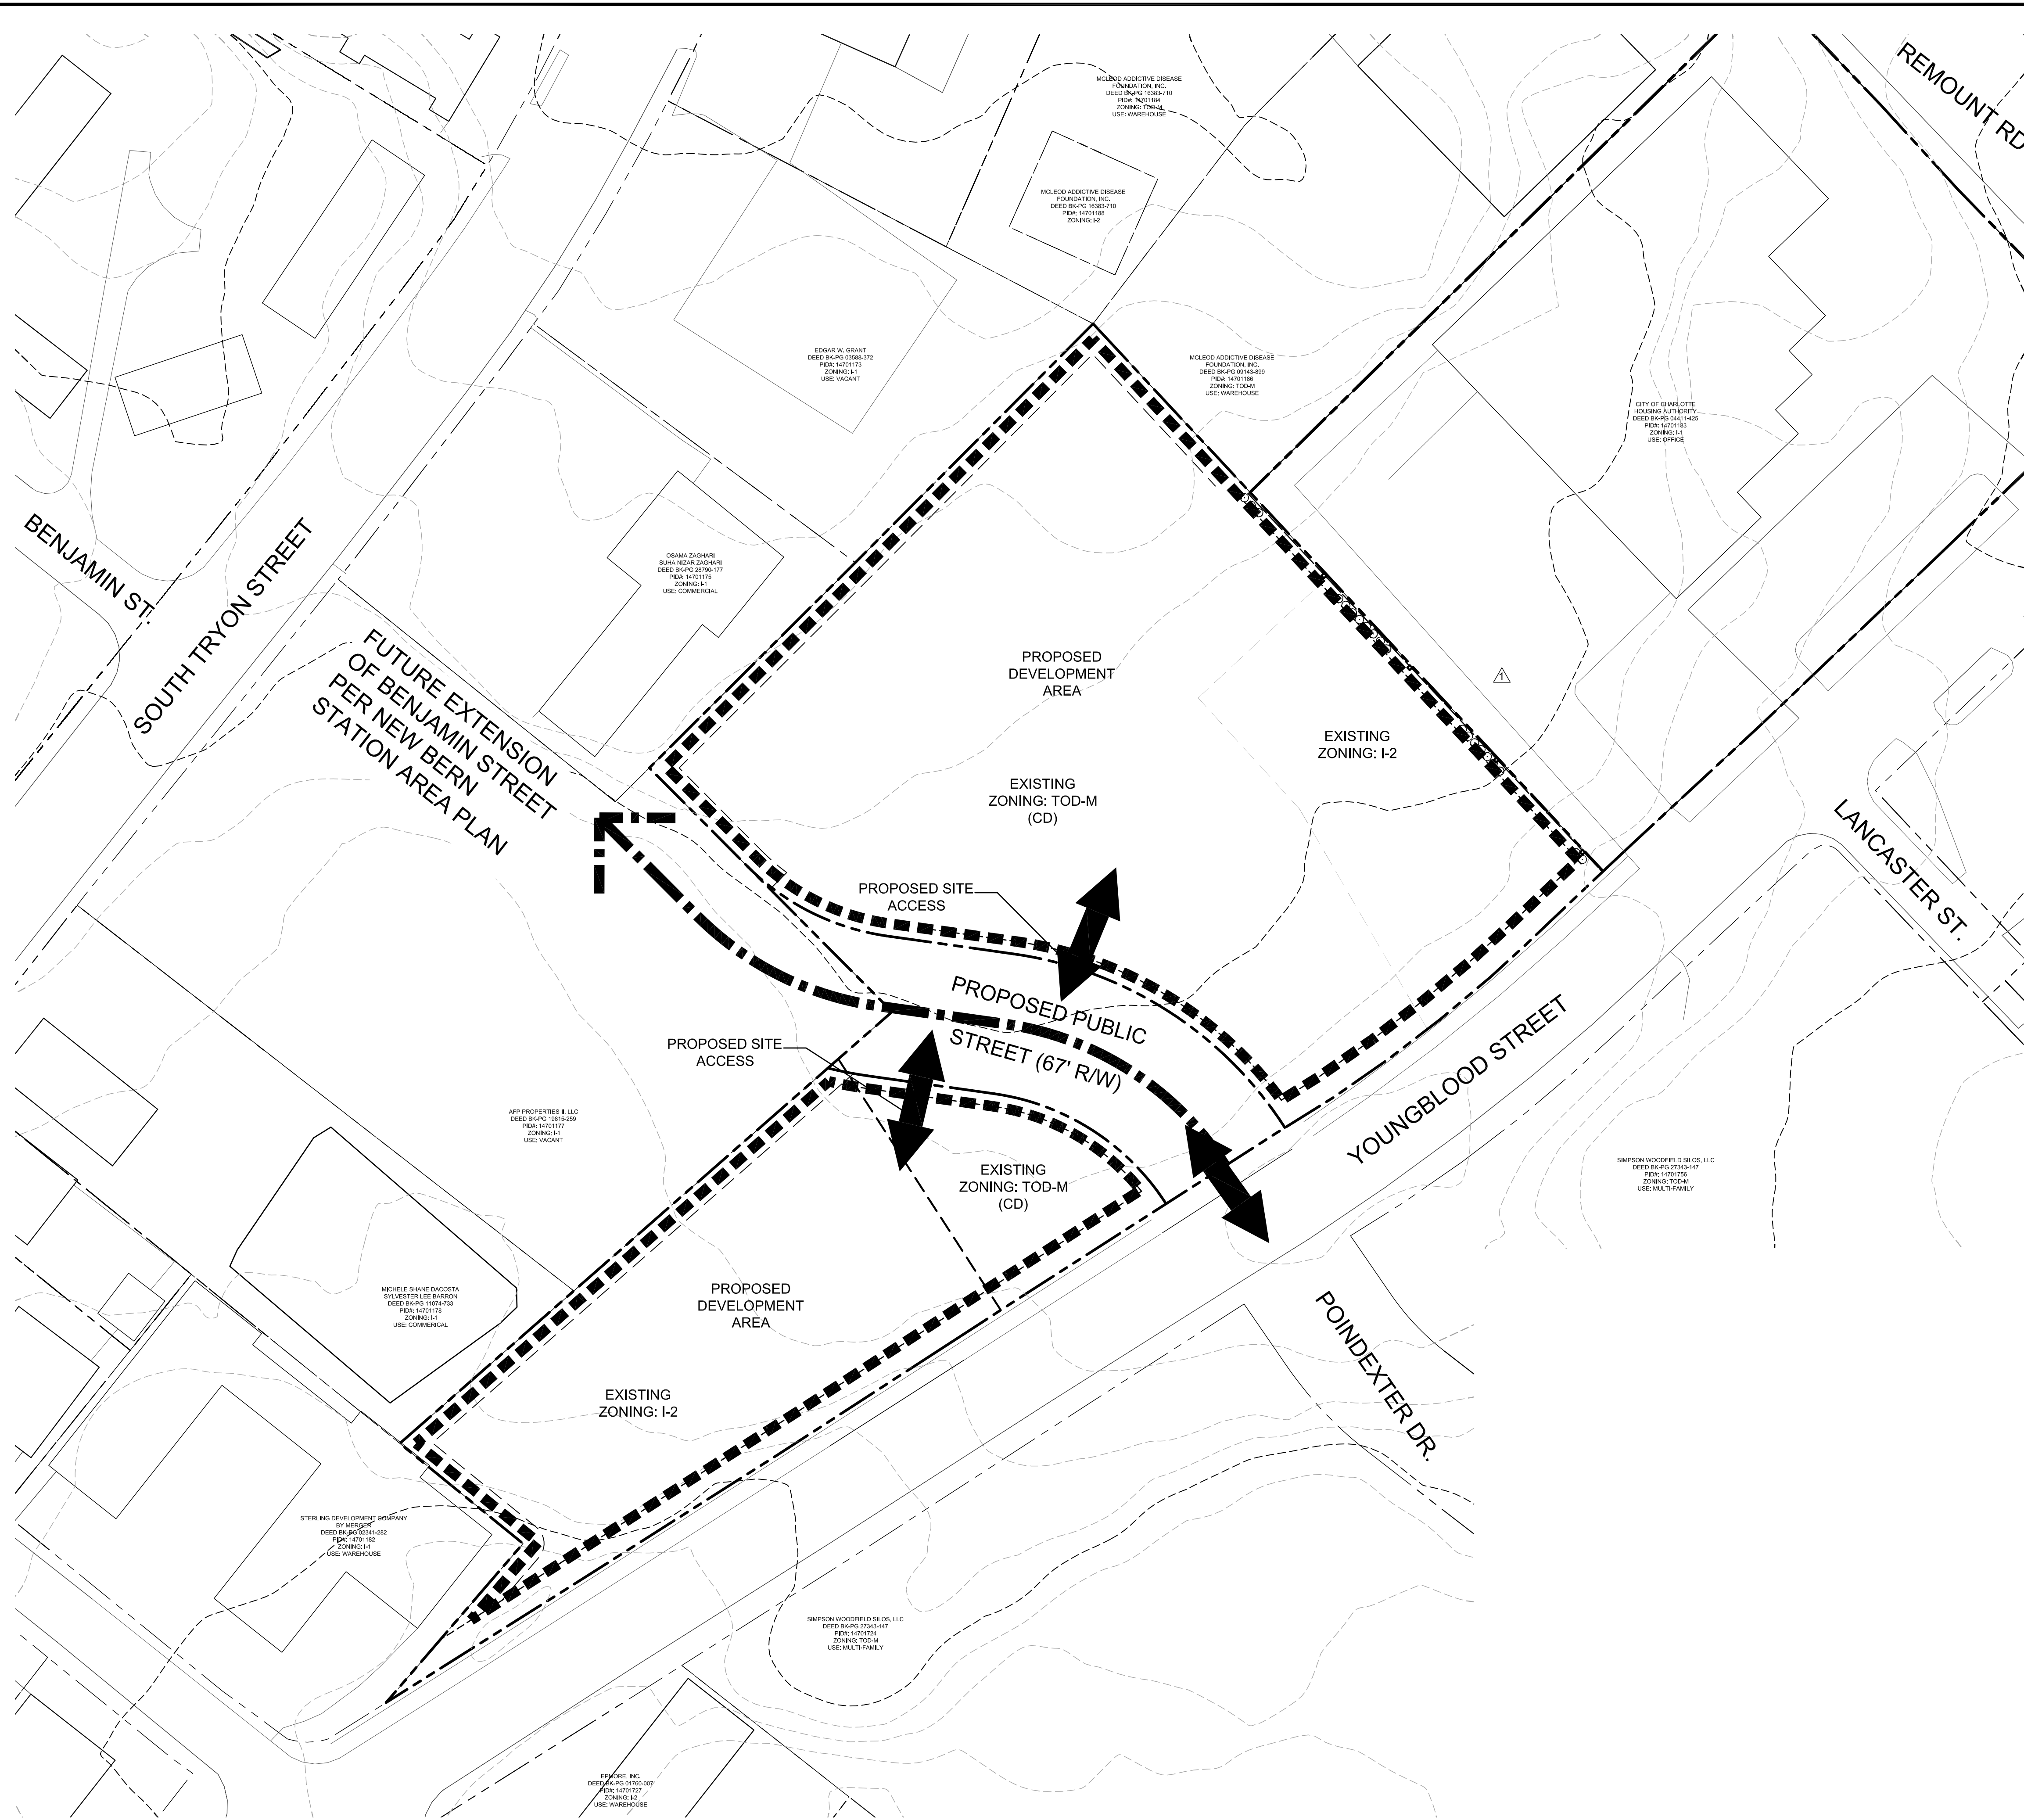 REMOUNT RD
MCLEOD ADDICTIVE DISEASE
FOUNDATION, INC.
DEED BK-PG 16383-710
PID#: 14701184
ZONING: TOD-M
USE: WAREHOUSE
MCLEOD ADDICTIVE DISEASE
FOUNDATION, INC.
DEED BK-PG 16383-710
PID#: 14701188
ZONING: I-2
EDGAR W. GRANT
DEED BK-PG 03588-372
PID#: 14701173
ZONING: I-1
USE: VACANT
MCLEOD ADDICTIVE DISEASE
FOUNDATION, INC.
DEED BK-PG 09143-899
PID#: 14701186
ZONING: TOD-M
USE: WAREHOUSE
CITY OF CHARLOTTE
HOUSING AUTHORITY
DEED BK-PG 04411-425
PID#: 14701183
ZONING: I-1
USE: OFFICE
BENJAMIN ST.
SOUTH TRYON STREET
OSAMA ZAGHARI
SUHA NIZAR ZAGHARI
DEED BK-PG 28790-177
PID#: 14701175
ZONING: I-1
USE: COMMERCIAL
FUTURE EXTENSION
OF BENJAMIN STREET
PER NEW BERN
STATION AREA PLAN
PROPOSED
DEVELOPMENT
AREA
1
EXISTING
ZONING: I-2
EXISTING
ZONING: TOD-M
(CD)
LANCASTER ST.
PROPOSED SITE
ACCESS
PROPOSED PUBLIC
STREET (67' R/W)
PROPOSED SITE
ACCESS
YOUNGBLOOD STREET
AFP PROPERTIES II, LLC
DEED BK-PG 19815-259
PID#: 14701177
ZONING: I-1
USE: VACANT
EXISTING
ZONING: TOD-M
(CD)
SIMPSON WOODFIELD SILOS, LLC
DEED BK-PG 27343-147
PID#: 14701756
ZONING: TOD-M
USE: MULTI-FAMILY
MICHELE SHANE DACOSTA
SYLVESTER LEE BARRON
DEED BK-PG 11074-733
PID#: 14701178
ZONING: I-1
USE: COMMERICAL
PROPOSED
DEVELOPMENT
AREA
POINDEXTER DR.
EXISTING
ZONING: I-2
STERLING DEVELOPMENT COMPANY
BY MERGER
DEED BK-PG 02341-282
PID#: 14701182
ZONING: I-1
USE: WAREHOUSE
SIMPSON WOODFIELD SILOS, LLC
DEED BK-PG 27343-147
PID#: 14701724
ZONING: TOD-M
USE: MULTI-FAMILY
EPMORE, INC.
DEED BK-PG 01760-007
PID#: 14701727
ZONING: I-2
USE: WAREHOUSE